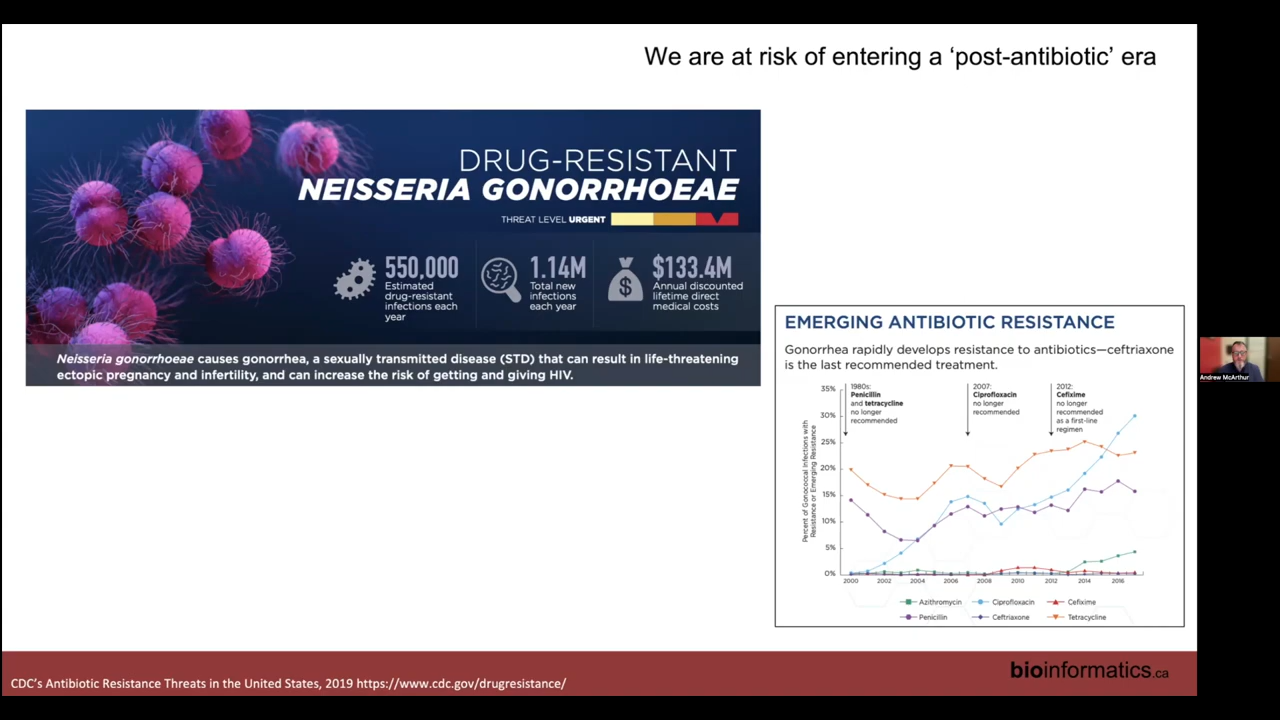 We are at risk of entering a ‘post-antibiotic’ era
DRUG-RESISTANT
NEISSERIA GONORRHOEAE
THREAT LEVEL URGENT
550,000
Estimated
drug-resistant
infections each
year
1.14M
Total new
infections
each year
$
$133.4M
Annual discounted
lifetime direct
medical costs
Neisseria gonorrhoeae causes gonorrhea, a sexually transmitted disease (STD) that can result in life-threatening
ectopic pregnancy and infertility, and can increase the risk of getting and giving HIV.
EMERGING ANTIBIOTIC RESISTANCE
Gonorrhea rapidly develops resistance to antibiotics—ceftriaxone
is the last recommended treatment.
Percent of Gonococcal Infections with
Resistance or Emerging Resistance
35%
30%
25%
20%
15%
10%
5%
0%
1980s:
Penicillin
and tetracycline
no longer
recommended
2007:
Ciprofloxacin
no longer
recommended
2012:
Cefixime
no longer
recommended
as a first-line
regimen
2000 2002 2004 2006 2008 2010 2012 2014 2016
Azithromycin Ciprofloxacin Cefixime
Penicillin Ceftriaxone Tetracycline
Andrew McArthur
CDC’s Antibiotic Resistance Threats in the United States, 2019 https://www.cdc.gov/drugresistance/
bioinformatics.ca